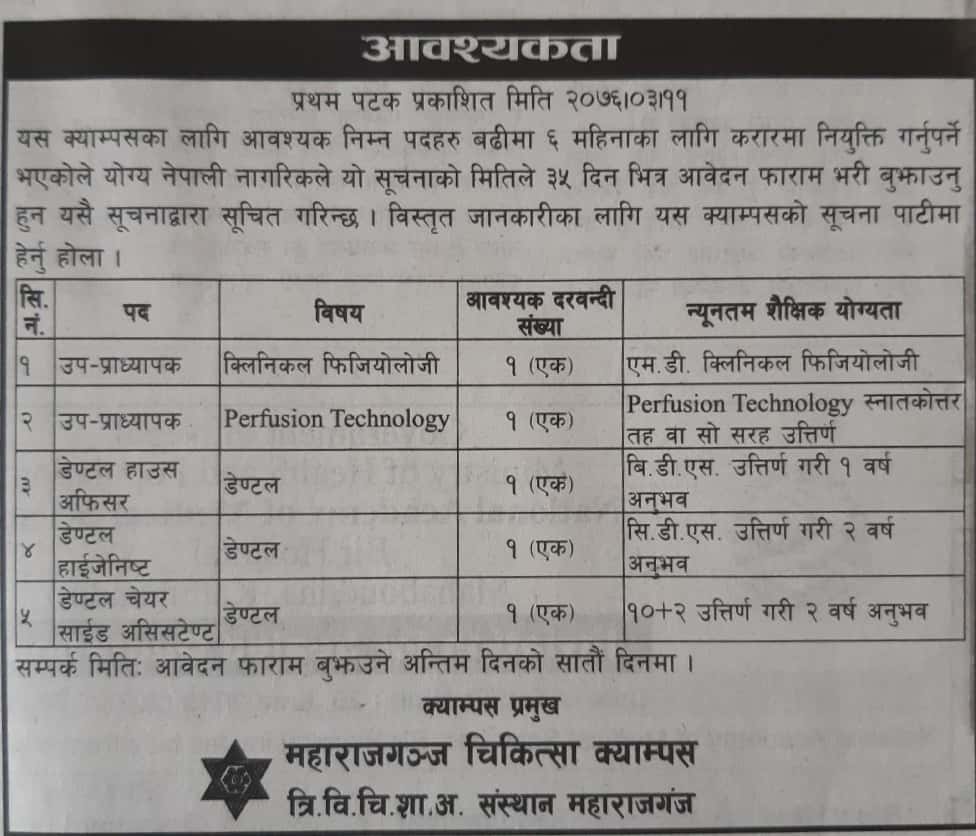 आवश्यकता
प्रथम पटक प्रकाशित मिति २०७६।०३।११
यस क्याम्पसका लागि आवश्यक निम्न पदहरु बढीमा ६ महिनाका लागि करारमा नियुक्ति गर्नुपर्ने
भएकोले योग्य नेपाली नागरिकले यो सूचनाको मितिले ३५ दिन भित्र आवेदन फाराम भरी बुझाउनु
हुन यसै सूचनाद्वारा सूचित गरिन्छ । विस्तृत जानकारीका लागि यस क्याम्पसको सूचना पाटीमा
हेर्नु होला ।
सि. नं. पद विषय आवश्यक दरवन्दी संख्या न्यूनतम शैक्षिक योग्यता
१ उप-प्राध्यापक क्लिनिकल फिजियोलोजी १ (एक) एम.डी. क्लिनिकल फिजियोलोजी
२ उप-प्राध्यापक Perfusion Technology १ (एक) Perfusion Technology स्नातकोत्तर
तह वा सो सरह उत्तिर्ण
३ डेण्टल हाउस अफिसर डेण्टल १ (एक) बि.डी.एस. उत्तिर्ण गरी १ वर्ष
अनुभव
४ डेण्टल हाईजेनिष्ट डेण्टल १ (एक) सि.डी.एस. उत्तिर्ण गरी २ वर्ष
अनुभव
५ डेण्टल चेयर साईड असिसटेण्ट डेण्टल १ (एक) १०+२ उत्तिर्ण गरी २ वर्ष अनुभव
सम्पर्क मिति: आवेदन फाराम बुझाउने अन्तिम दिनको सातौं दिनमा ।
क्याम्पस प्रमुख
महाराजगञ्ज चिकित्सा क्याम्पस
त्रि.वि.चि.शा.अ. संस्थान महाराजगंज